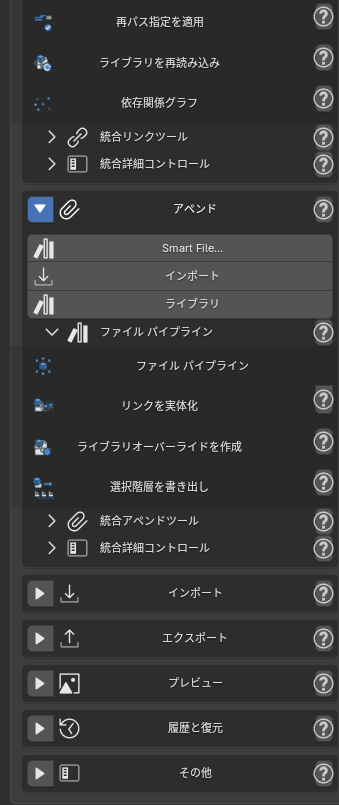 再パス指定を適用
ライブラリを再読み込み
依存関係グラフ
統合リンクツール
統合詳細コントロール
アペンド
Smart File...
インポート
ライブラリ
ファイル パイプライン
ファイル パイプライン
リンクを実体化
ライブラリオーバーライドを作成
選択階層を書き出し
統合アペンドツール
統合詳細コントロール
インポート
エクスポート
プレビュー
履歴と復元
その他